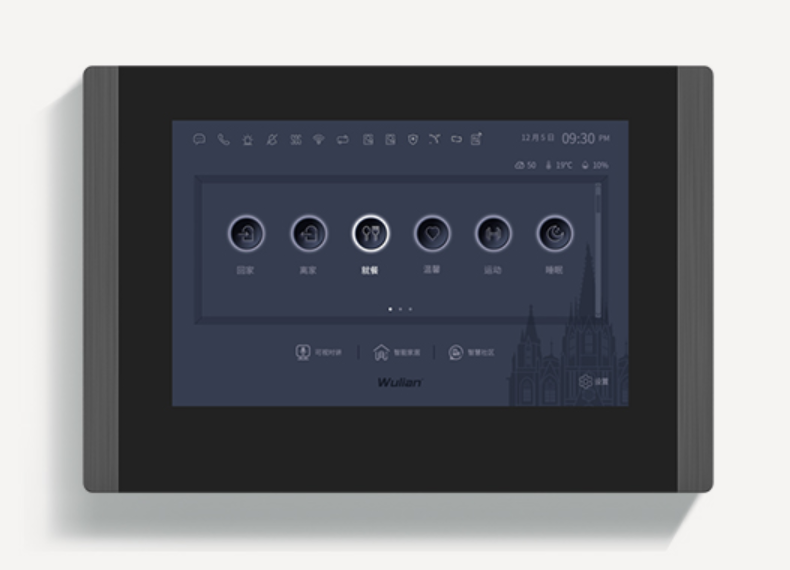 12月5日 09:30 PM
50 19℃ 10%
回家 离家 就餐 温馨 运动 睡眠
可视对讲 智能家居 智慧社区
Wulian
设置